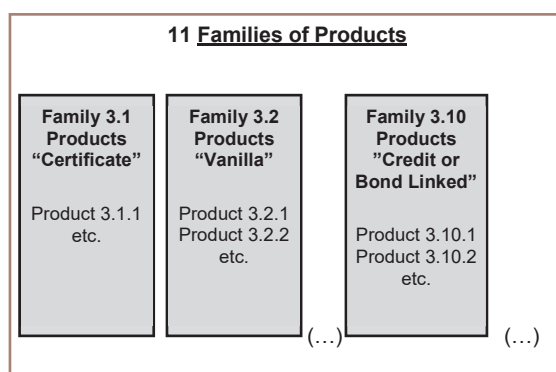 11 Families of Products
Family 3.1
Products
“Certificate”
Product 3.1.1
etc.
Family 3.2
Products
“Vanilla”
Product 3.2.1
Product 3.2.2
etc.
(…)
Family 3.10
Products
”Credit or
Bond Linked”
Product 3.10.1
Product 3.10.2
etc.
(…)